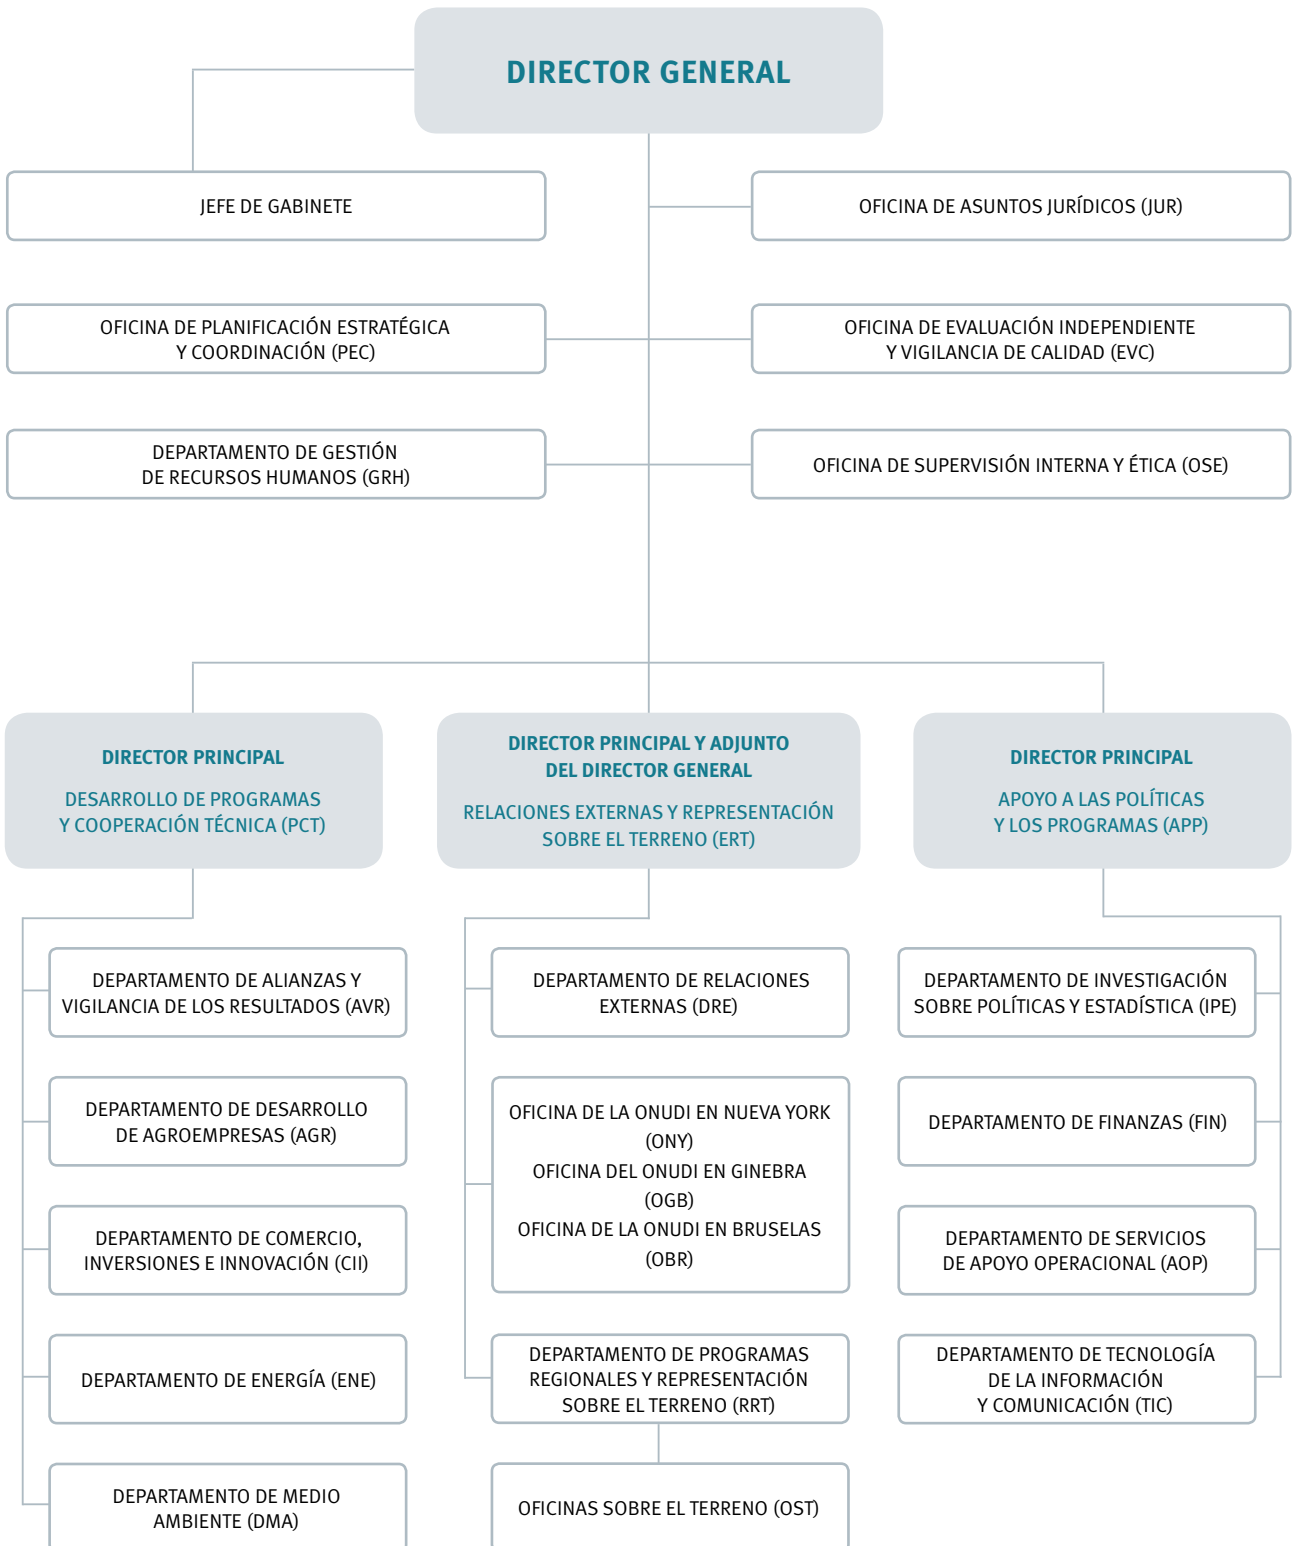 DIRECTOR GENERAL
JEFE DE GABINETE
OFICINA DE ASUNTOS JURÍDICOS (JUR)
OFICINA DE PLANIFICACIÓN ESTRATÉGICA
Y COORDINACIÓN (PEC)
OFICINA DE EVALUACIÓN INDEPENDIENTE
Y VIGILANCIA DE CALIDAD (EVC)
DEPARTAMENTO DE GESTIÓN
DE RECURSOS HUMANOS (GRH)
OFICINA DE SUPERVISIÓN INTERNA Y ÉTICA (OSE)
DIRECTOR PRINCIPAL
DESARROLLO DE PROGRAMAS
Y COOPERACIÓN TÉCNICA (PCT)
DIRECTOR PRINCIPAL Y ADJUNTO
DEL DIRECTOR GENERAL
RELACIONES EXTERNAS Y REPRESENTACIÓN
SOBRE EL TERRENO (ERT)
DIRECTOR PRINCIPAL
APOYO A LAS POLÍTICAS
Y LOS PROGRAMAS (APP)
DEPARTAMENTO DE ALIANZAS Y
VIGILANCIA DE LOS RESULTADOS (AVR)
DEPARTAMENTO DE DESARROLLO
DE AGROEMPRESAS (AGR)
DEPARTAMENTO DE COMERCIO,
INVERSIONES E INNOVACIÓN (CII)
DEPARTAMENTO DE ENERGÍA (ENE)
DEPARTAMENTO DE MEDIO
AMBIENTE (DMA)
DEPARTAMENTO DE RELACIONES
EXTERNAS (DRE)
OFICINA DE LA ONUDI EN NUEVA YORK
(ONY)
OFICINA DEL ONUDI EN GINEBRA
(OGB)
OFICINA DE LA ONUDI EN BRUSELAS
(OBR)
DEPARTAMENTO DE PROGRAMAS
REGIONALES Y REPRESENTACIÓN
SOBRE EL TERRENO (RRT)
OFICINAS SOBRE EL TERRENO (OST)
DEPARTAMENTO DE INVESTIGACIÓN
SOBRE POLÍTICAS Y ESTADÍSTICA (IPE)
DEPARTAMENTO DE FINANZAS (FIN)
DEPARTAMENTO DE SERVICIOS
DE APOYO OPERACIONAL (AOP)
DEPARTAMENTO DE TECNOLOGÍA
DE LA INFORMACIÓN
Y COMUNICACIÓN (TIC)